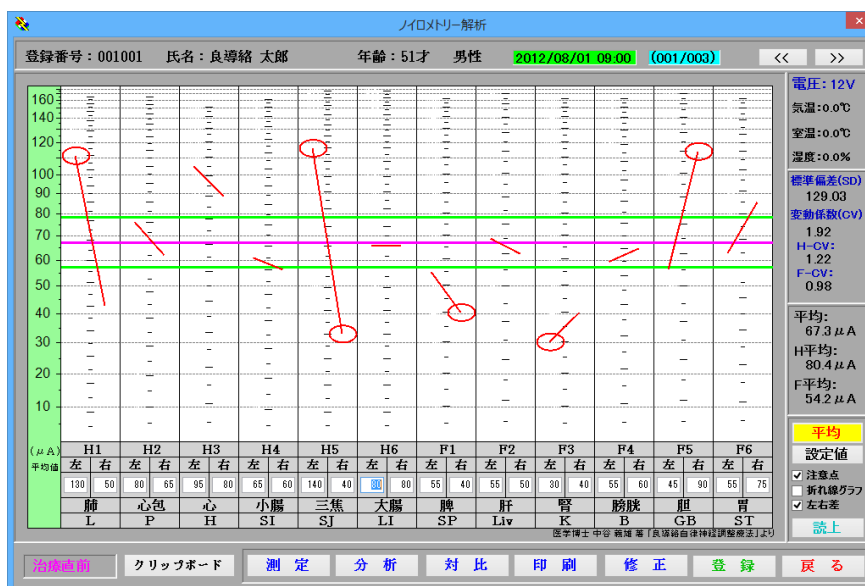 ノイロメトリー解析
登録番号:001001 氏名:良導絡 太郎 年齢:51才 男性 2012/08/01 09:00 (001/003) << >>
電圧:12V
気温:0.0℃
室温:0.0℃
湿度:0.0%
標準偏差(SD)
129.03
変動係数(CV)
1.92
H-CV:
1.22
F-CV:
0.98
平均:
67.3μA
H平均:
80.4μA
F平均:
54.2μA
平均
設定値
注意点
折れ線グラフ
左右差
読上
160
140
120
100
90
80
70
60
50
40
30
20
10
(μA) H1 H2 H3 H4 H5 H6 F1 F2 F3 F4 F5 F6
平均値 左 右 左 右 左 右 左 右 左 右 左 右 左 右 左 右 左 右 左 右 左 右 左 右
130 50 80 65 95 80 65 60 140 40 80 80 55 40 55 50 30 40 55 60 45 90 55 75
肺 心包 心 小腸 三焦 大腸 脾 肝 腎 膀胱 胆 胃
L P H SI SJ LI SP Liv K B GB ST
医学博士 中谷 義雄 著「良導絡自律神経調整療法」より
治療直前 クリップボード 測定 分析 対比 印刷 修正 登録 戻る